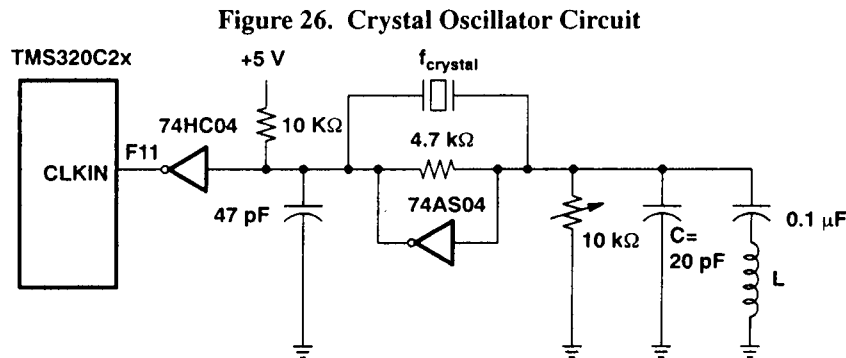 Figure 26. Crystal Oscillator Circuit
TMS320C2x
+5 V
fcrystal
74HC04
10 KΩ
4.7 kΩ
F11
CLKIN
47 pF
74AS04
10 kΩ
C=
20 pF
0.1 μF
L